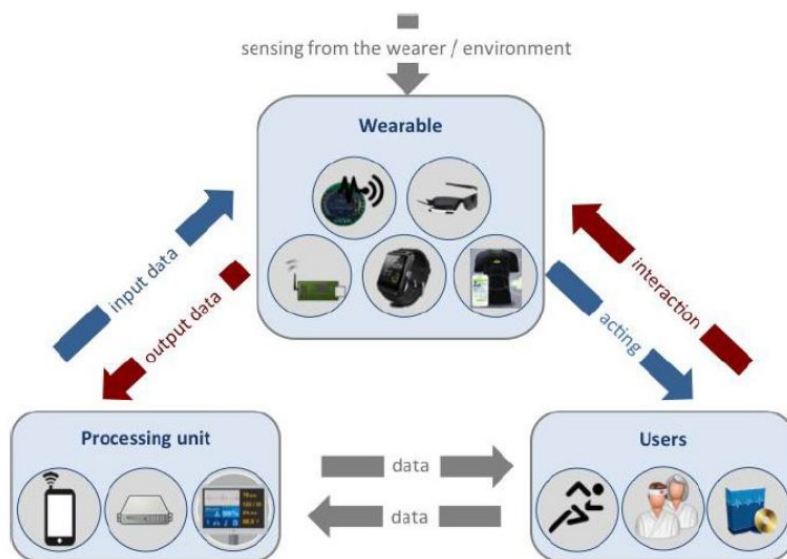 sensing from the wearer / environment
Wearable
input data
output data
interaction
acting
Processing unit
Users
data
data